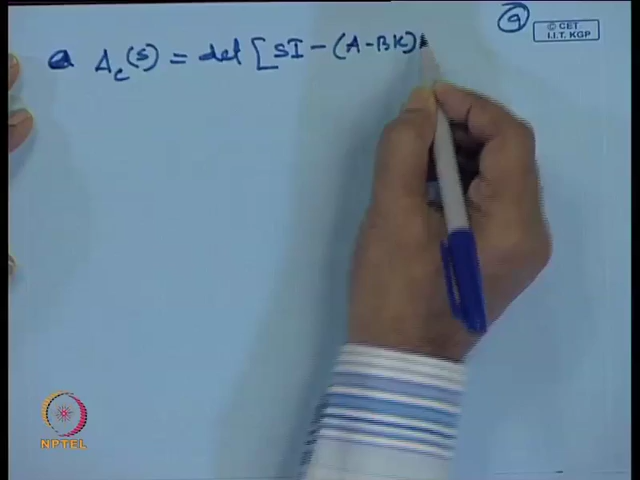 9
© CET
I.I.T. KGP
Δc(s) = det [SI - (A-BK)
NPTEL